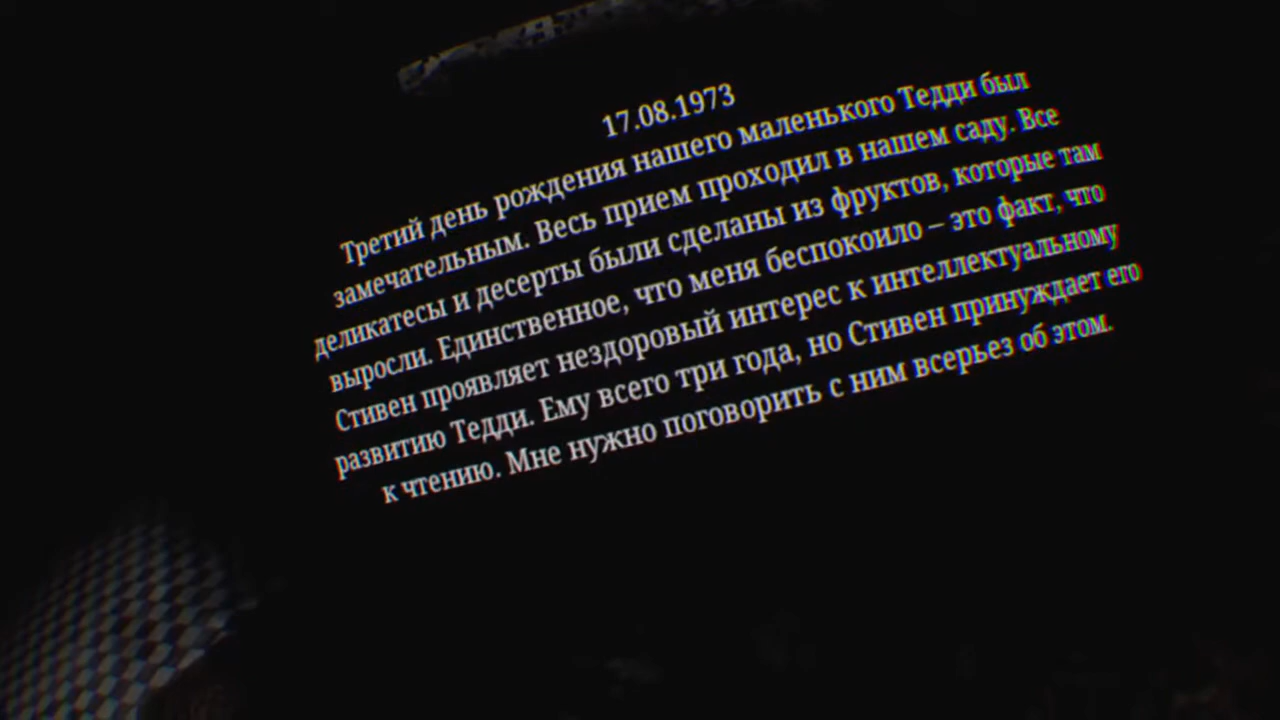 17.08.1973
Третий день рождения нашего маленького Тедди был
замечательным. Весь прием проходил в нашем саду. Все
деликатесы и десерты были сделаны из фруктов, которые там
выросли. Единственное, что меня беспокоило – это факт, что
Стивен проявляет нездоровый интерес к интеллектуальному
развитию Тедди. Ему всего три года, но Стивен принуждает его
к чтению. Мне нужно поговорить с ним всерьез об этом.